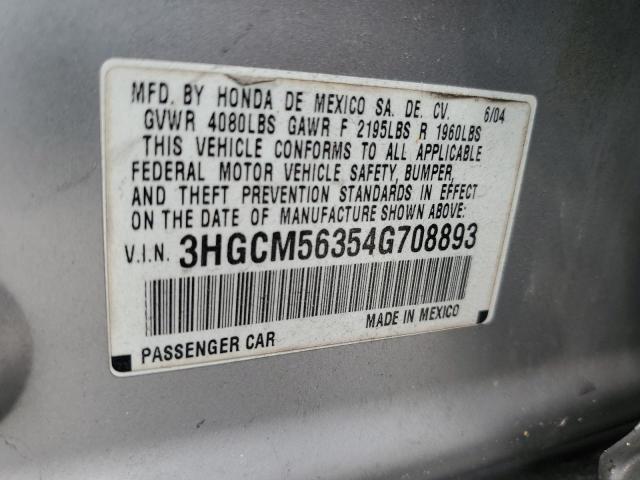 MFD. BY HONDA DE MEXICO SA. DE. CV. 6/04
GVWR 4080LBS GAWR F 2195LBS R 1960LBS
THIS VEHICLE CONFORMS TO ALL APPLICABLE
FEDERAL MOTOR VEHICLE SAFETY, BUMPER,
AND THEFT PREVENTION STANDARDS IN EFFECT
ON THE DATE OF MANUFACTURE SHOWN ABOVE:
V.I.N. 3HGCM56354G708893
PASSENGER CAR MADE IN MEXICO